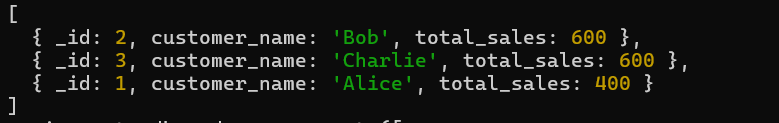 [
  { _id: 2, customer_name: 'Bob', total_sales: 600 },
  { _id: 3, customer_name: 'Charlie', total_sales: 600 },
  { _id: 1, customer_name: 'Alice', total_sales: 400 }
]